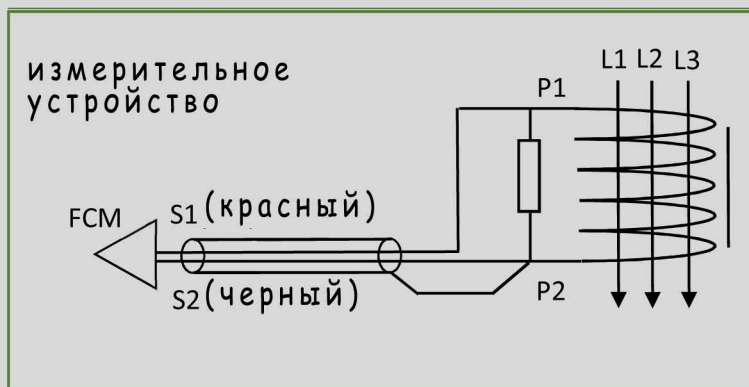 измерительное
устройство
L1 L2 L3
P1
FCM
S1 (красный)
S2 (черный)
P2